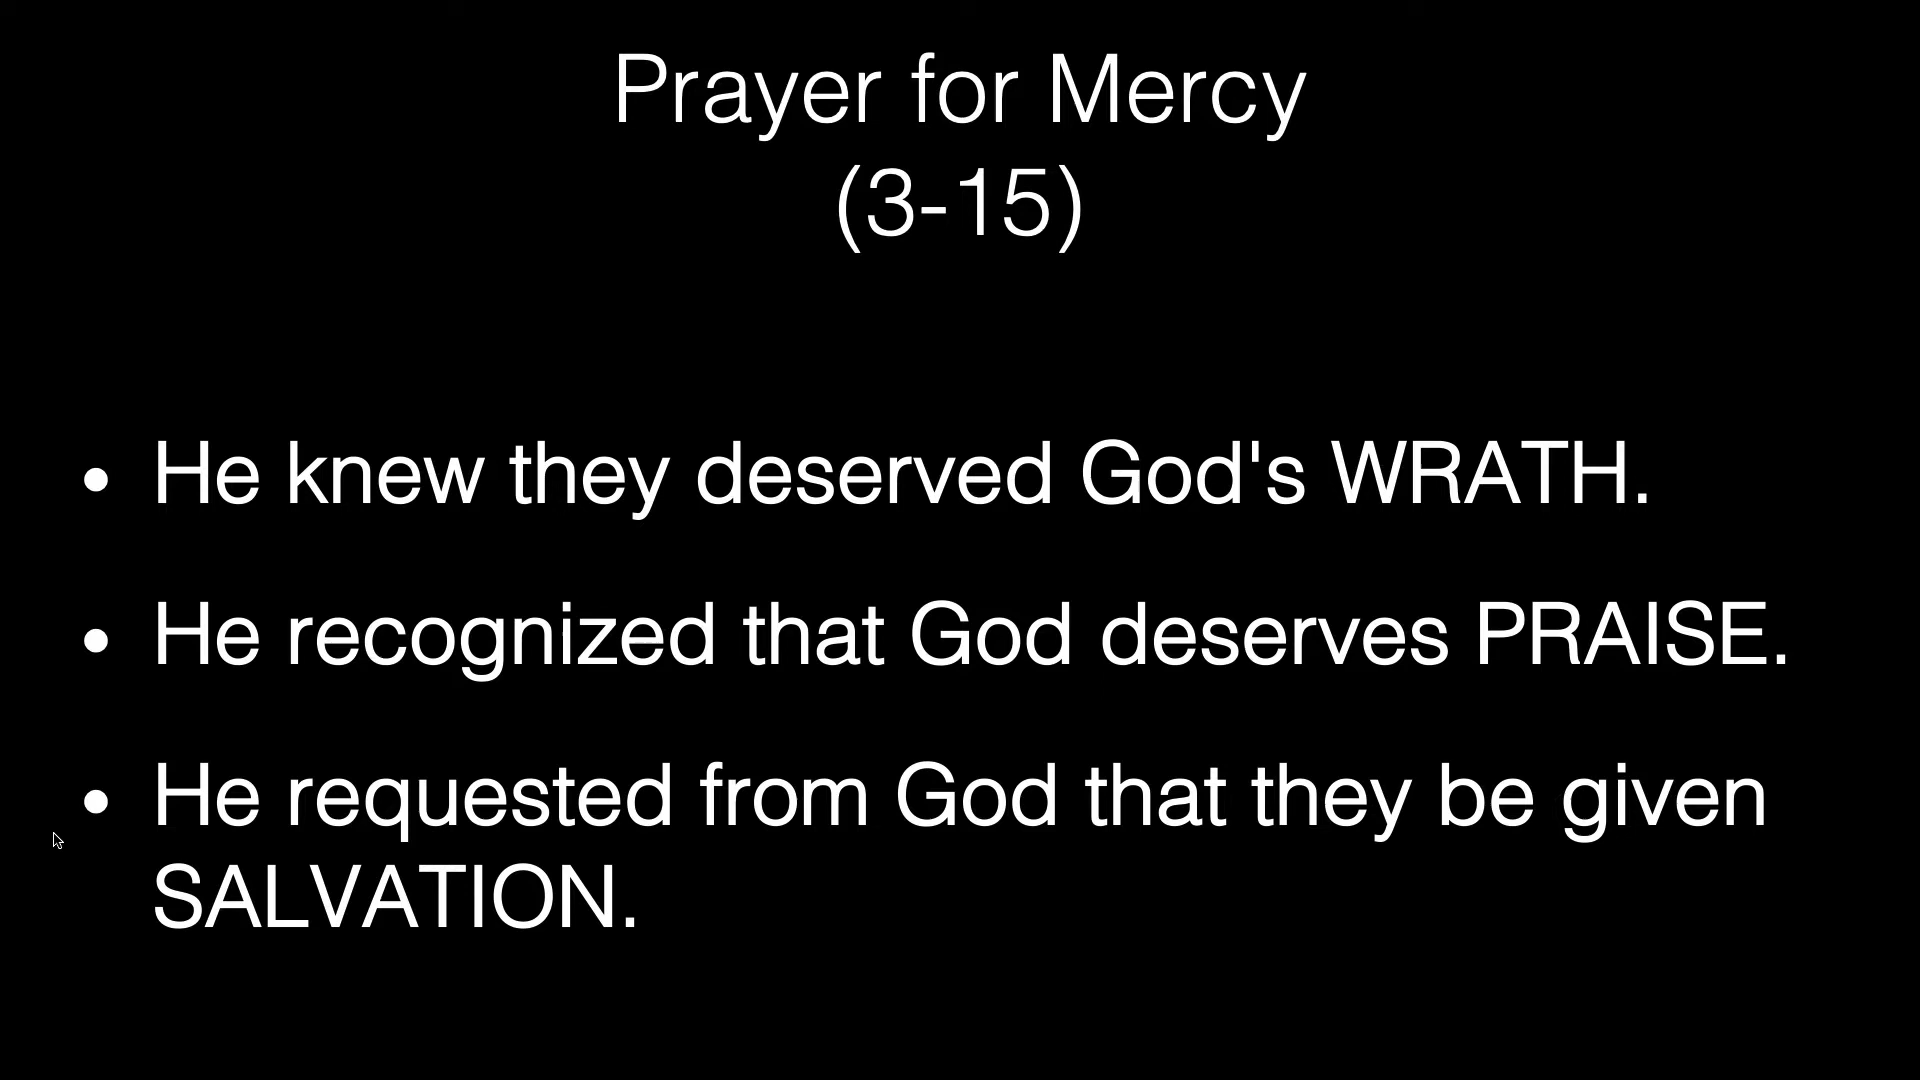 Prayer for Mercy
(3-15)
• He knew they deserved God's WRATH.
• He recognized that God deserves PRAISE.
• He requested from God that they be given
SALVATION.